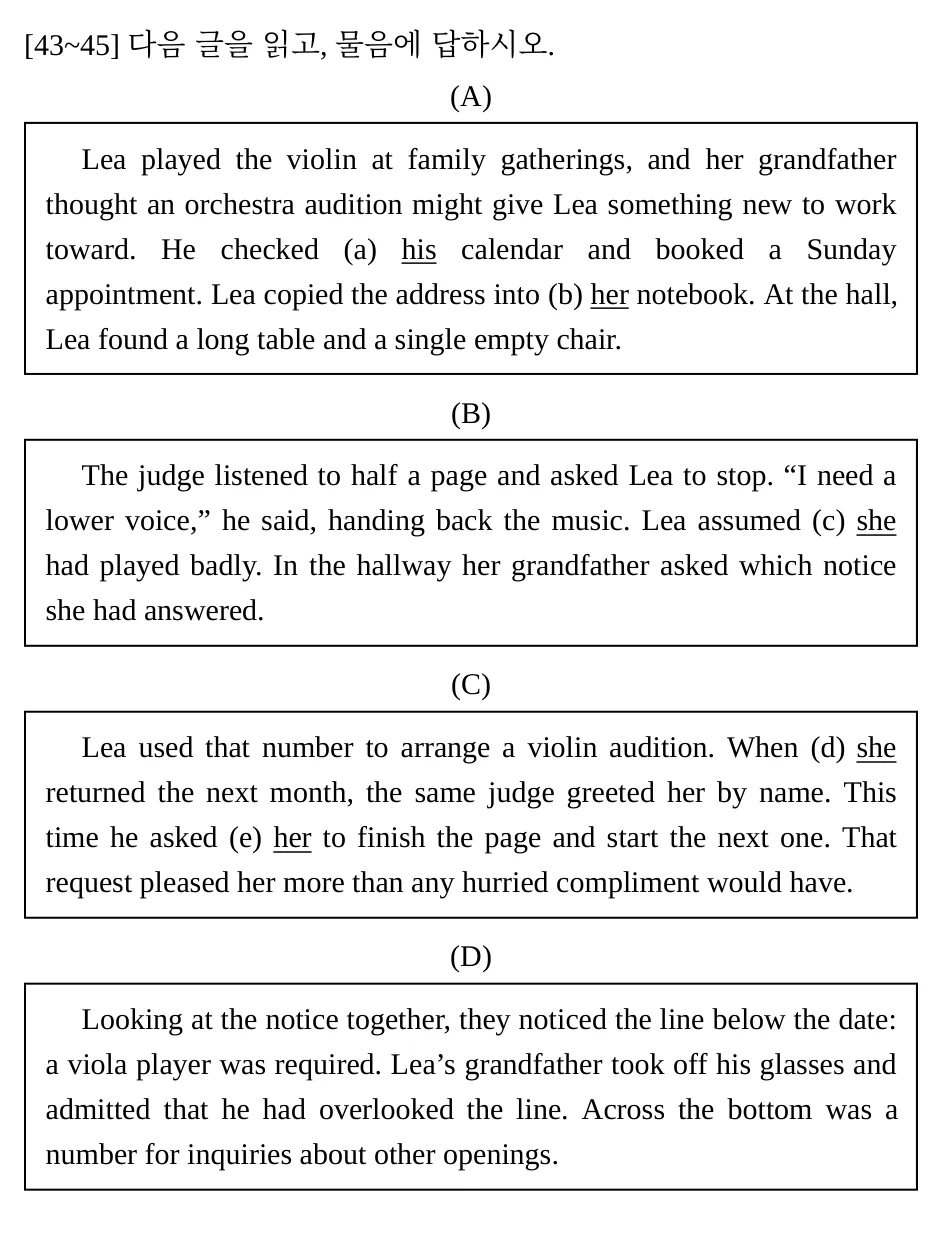 [43~45] 다음 글을 읽고, 물음에 답하시오.
(A)
Lea played the violin at family gatherings, and her grandfather
thought an orchestra audition might give Lea something new to work
toward. He checked (a) his calendar and booked a Sunday
appointment. Lea copied the address into (b) her notebook. At the hall,
Lea found a long table and a single empty chair.
(B)
The judge listened to half a page and asked Lea to stop. “I need a
lower voice,” he said, handing back the music. Lea assumed (c) she
had played badly. In the hallway her grandfather asked which notice
she had answered.
(C)
Lea used that number to arrange a violin audition. When (d) she
returned the next month, the same judge greeted her by name. This
time he asked (e) her to finish the page and start the next one. That
request pleased her more than any hurried compliment would have.
(D)
Looking at the notice together, they noticed the line below the date:
a viola player was required. Lea’s grandfather took off his glasses and
admitted that he had overlooked the line. Across the bottom was a
number for inquiries about other openings.